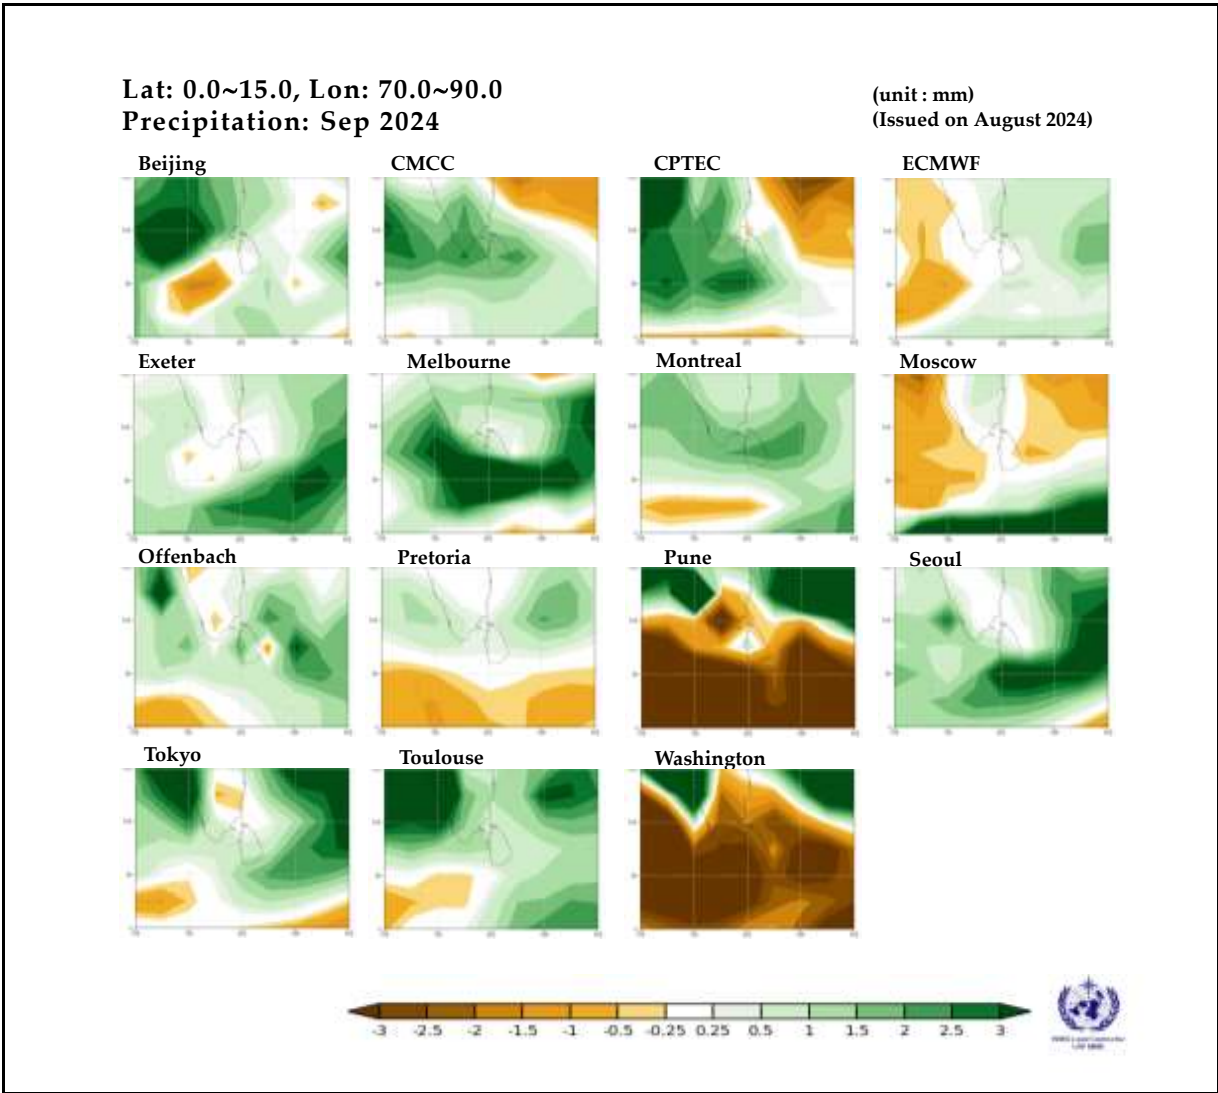 Lat: 0.0~15.0, Lon: 70.0~90.0
Precipitation: Sep 2024
(unit : mm)
(Issued on August 2024)
Beijing
CMCC
CPTEC
ECMWF
Exeter
Melbourne
Montreal
Moscow
Offenbach
Pretoria
Pune
Seoul
Tokyo
Toulouse
Washington
-3 -2.5 -2 -1.5 -1 -0.5 -0.25 0.25 0.5 1 1.5 2 2.5 3